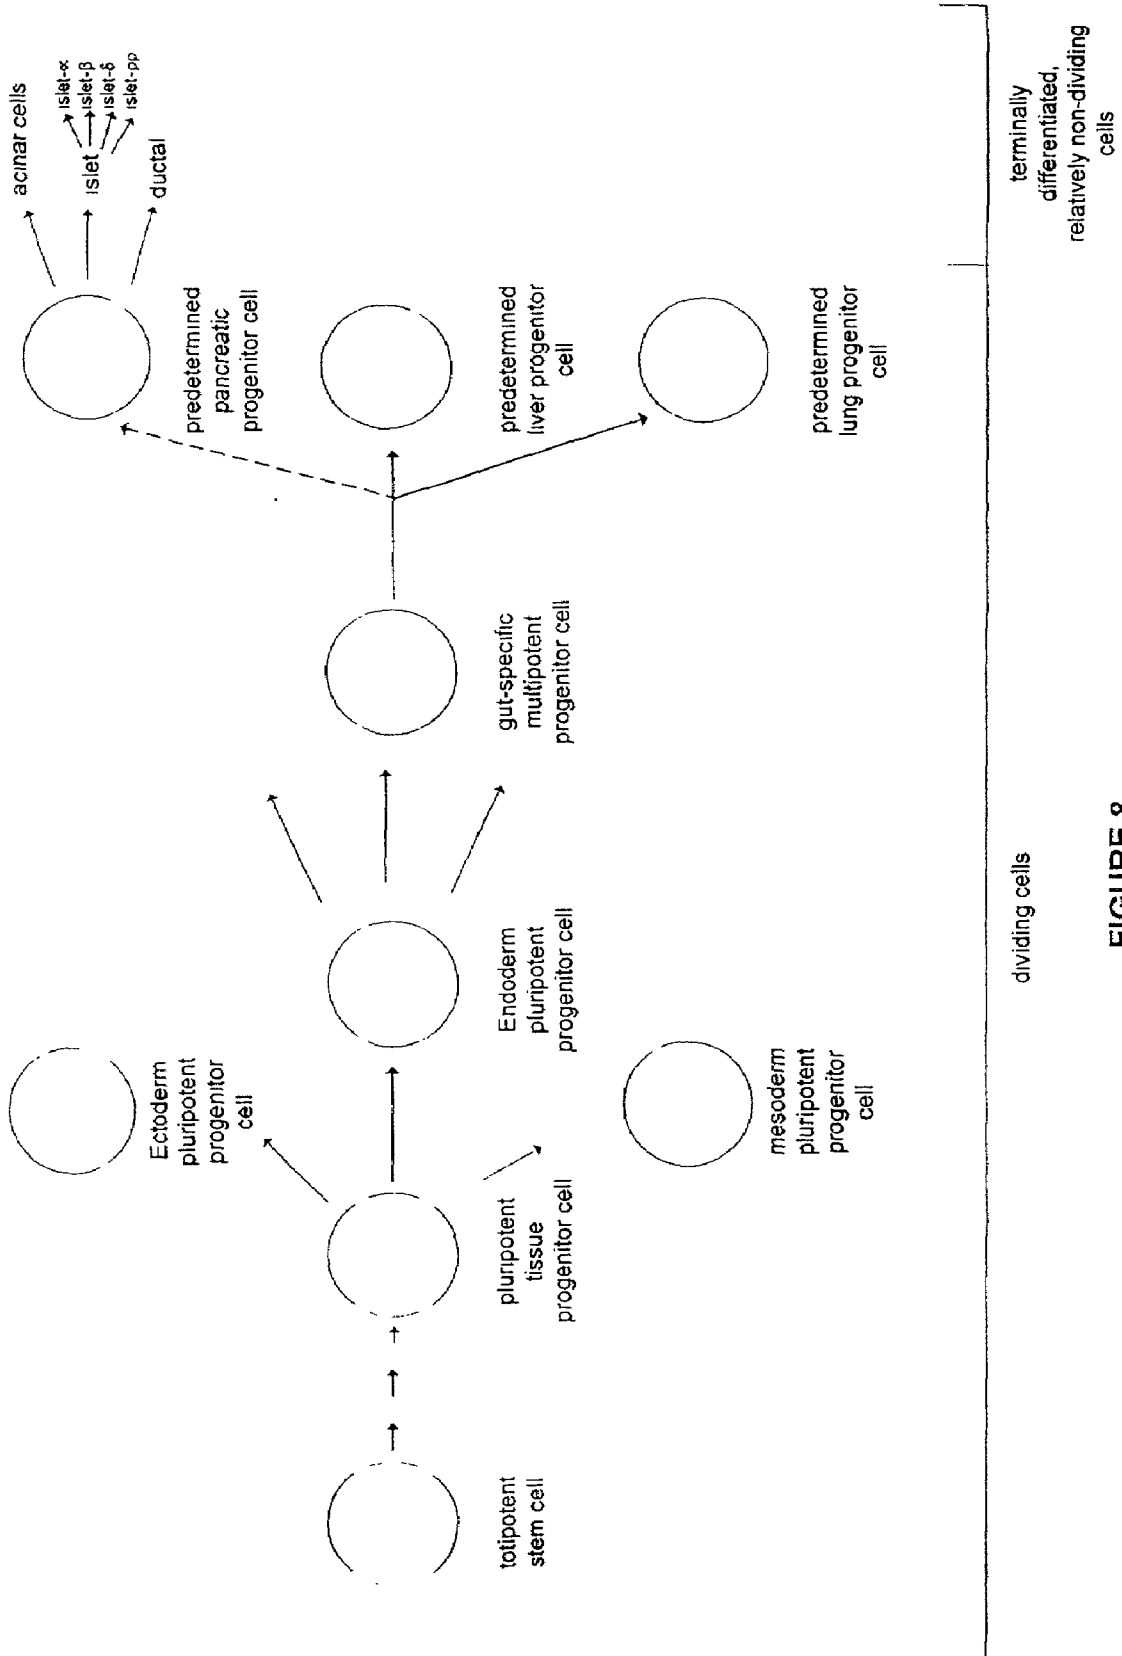 totipotent
stem cell
pluripotent
tissue
progenitor cell
Ectoderm
pluripotent
progenitor
cell
Endoderm
pluripotent
progenitor cell
mesoderm
pluripotent
progenitor
cell
gut-specific
multipotent
progenitor cell
predetermined
pancreatic
progenitor cell
predetermined
liver progenitor
cell
predetermined
lung progenitor
cell
acinar cells
islet
islet-α
islet-β
islet-δ
islet-pp
ductal
dividing cells
terminally
differentiated,
relatively non-dividing
cells
FIGURE 8